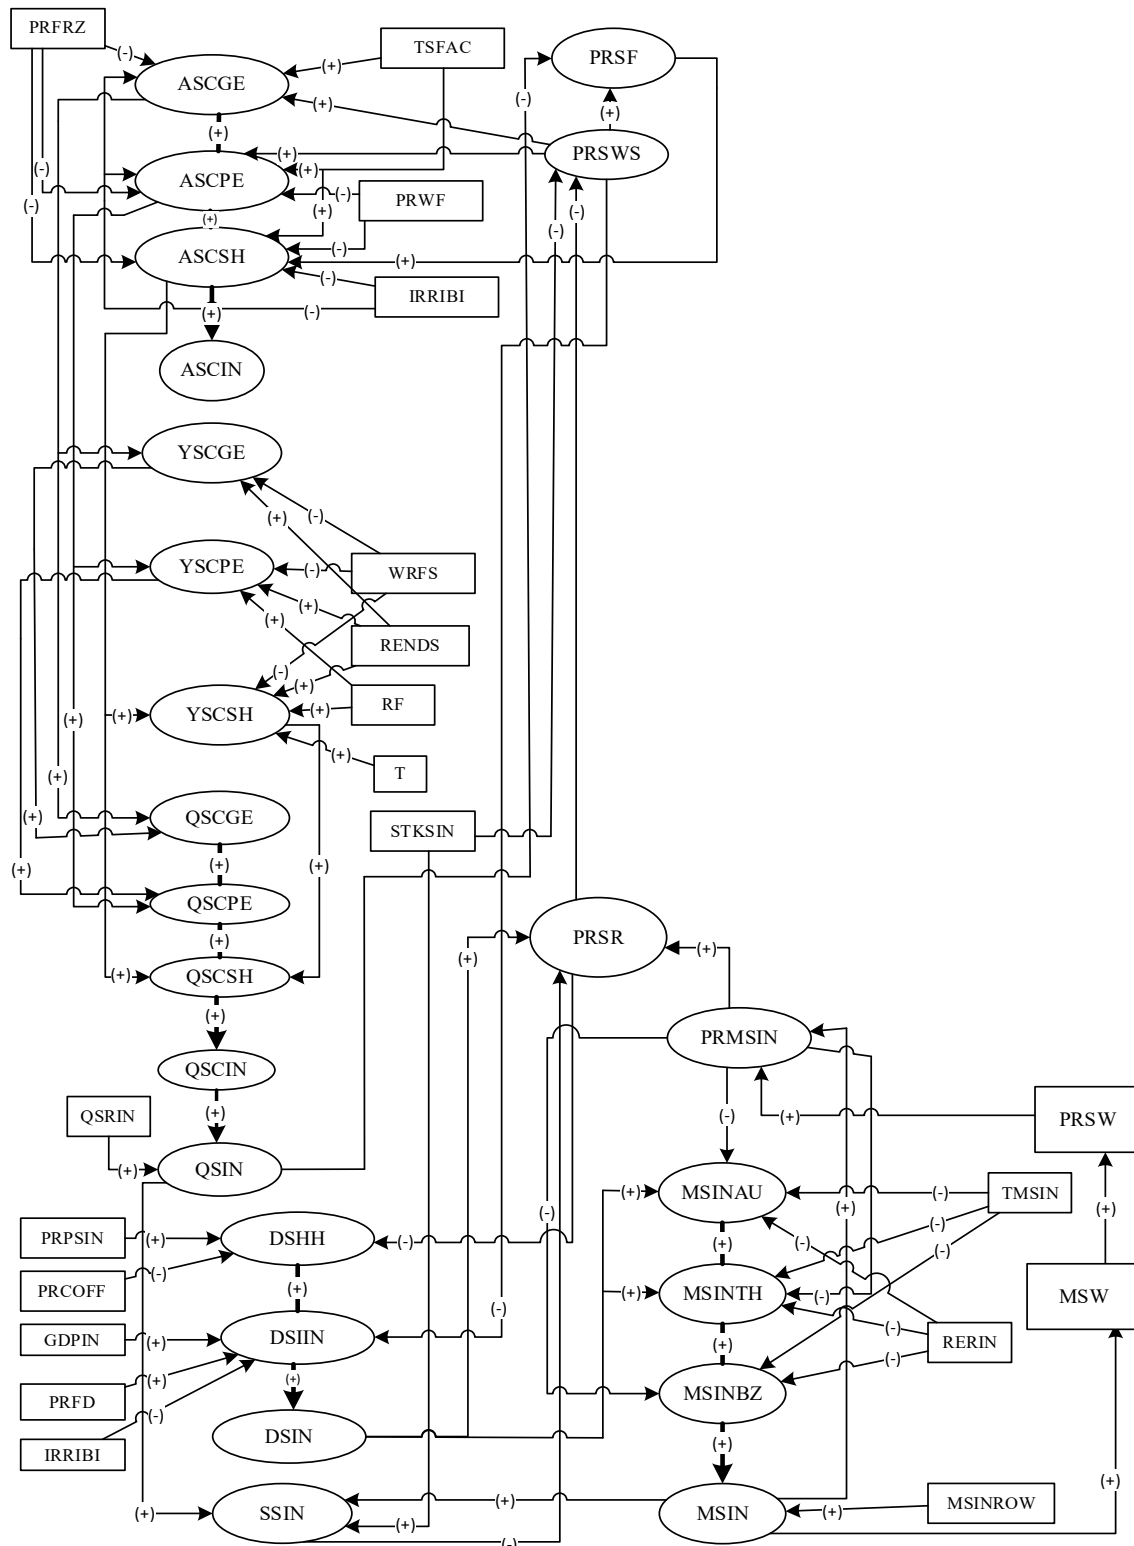 PRFRZ
TSFAC
PRSF
(-)
(+)
ASCGE
(-)
(+)
(+)
(+)
PRSWS
(+)
(-)
(+)
ASCPE
(-)
PRWF
(-)
(+)
(-)
(-)
(+)
ASCSH
(-)
(+)
(-)
IRRIBI
(+)
(-)
ASCIN
(-)
YSCGE
(-)
(+)
YSCPE
(-)
WRFS
(+)
(+)
RENDS
(-)
(+)
YSCSH
(+)
(+)
(+)
RF
(+)
T
(+)
(+)
QSCGE
STKSIN
(+)
(+)
(+)
QSCPE
(+)
PRSR
(+)
(+)
QSCSH
(+)
(+)
(+)
PRMSIN
QSCIN
(+)
QSRIN
(-)
(+)
PRSW
(+)
QSIN
MSINAU
(+)
(-)
TMSIN
(+)
(-)
PRPSIN
(+)
DSHH
(-)
(-)
(+)
(-)
(+)
(-)
PRCOFF
(-)
(+)
MSINTH
(+)
(-)
MSW
(-)
GDPIN
(+)
DSIIN
(-)
(+)
RERIN
(-)
PRFD
(+)
(+)
MSINBZ
(-)
IRRIBI
DSIN
(+)
(+)
(+)
SSIN
(+)
(+)
MSIN
(+)
MSINROW
(-)